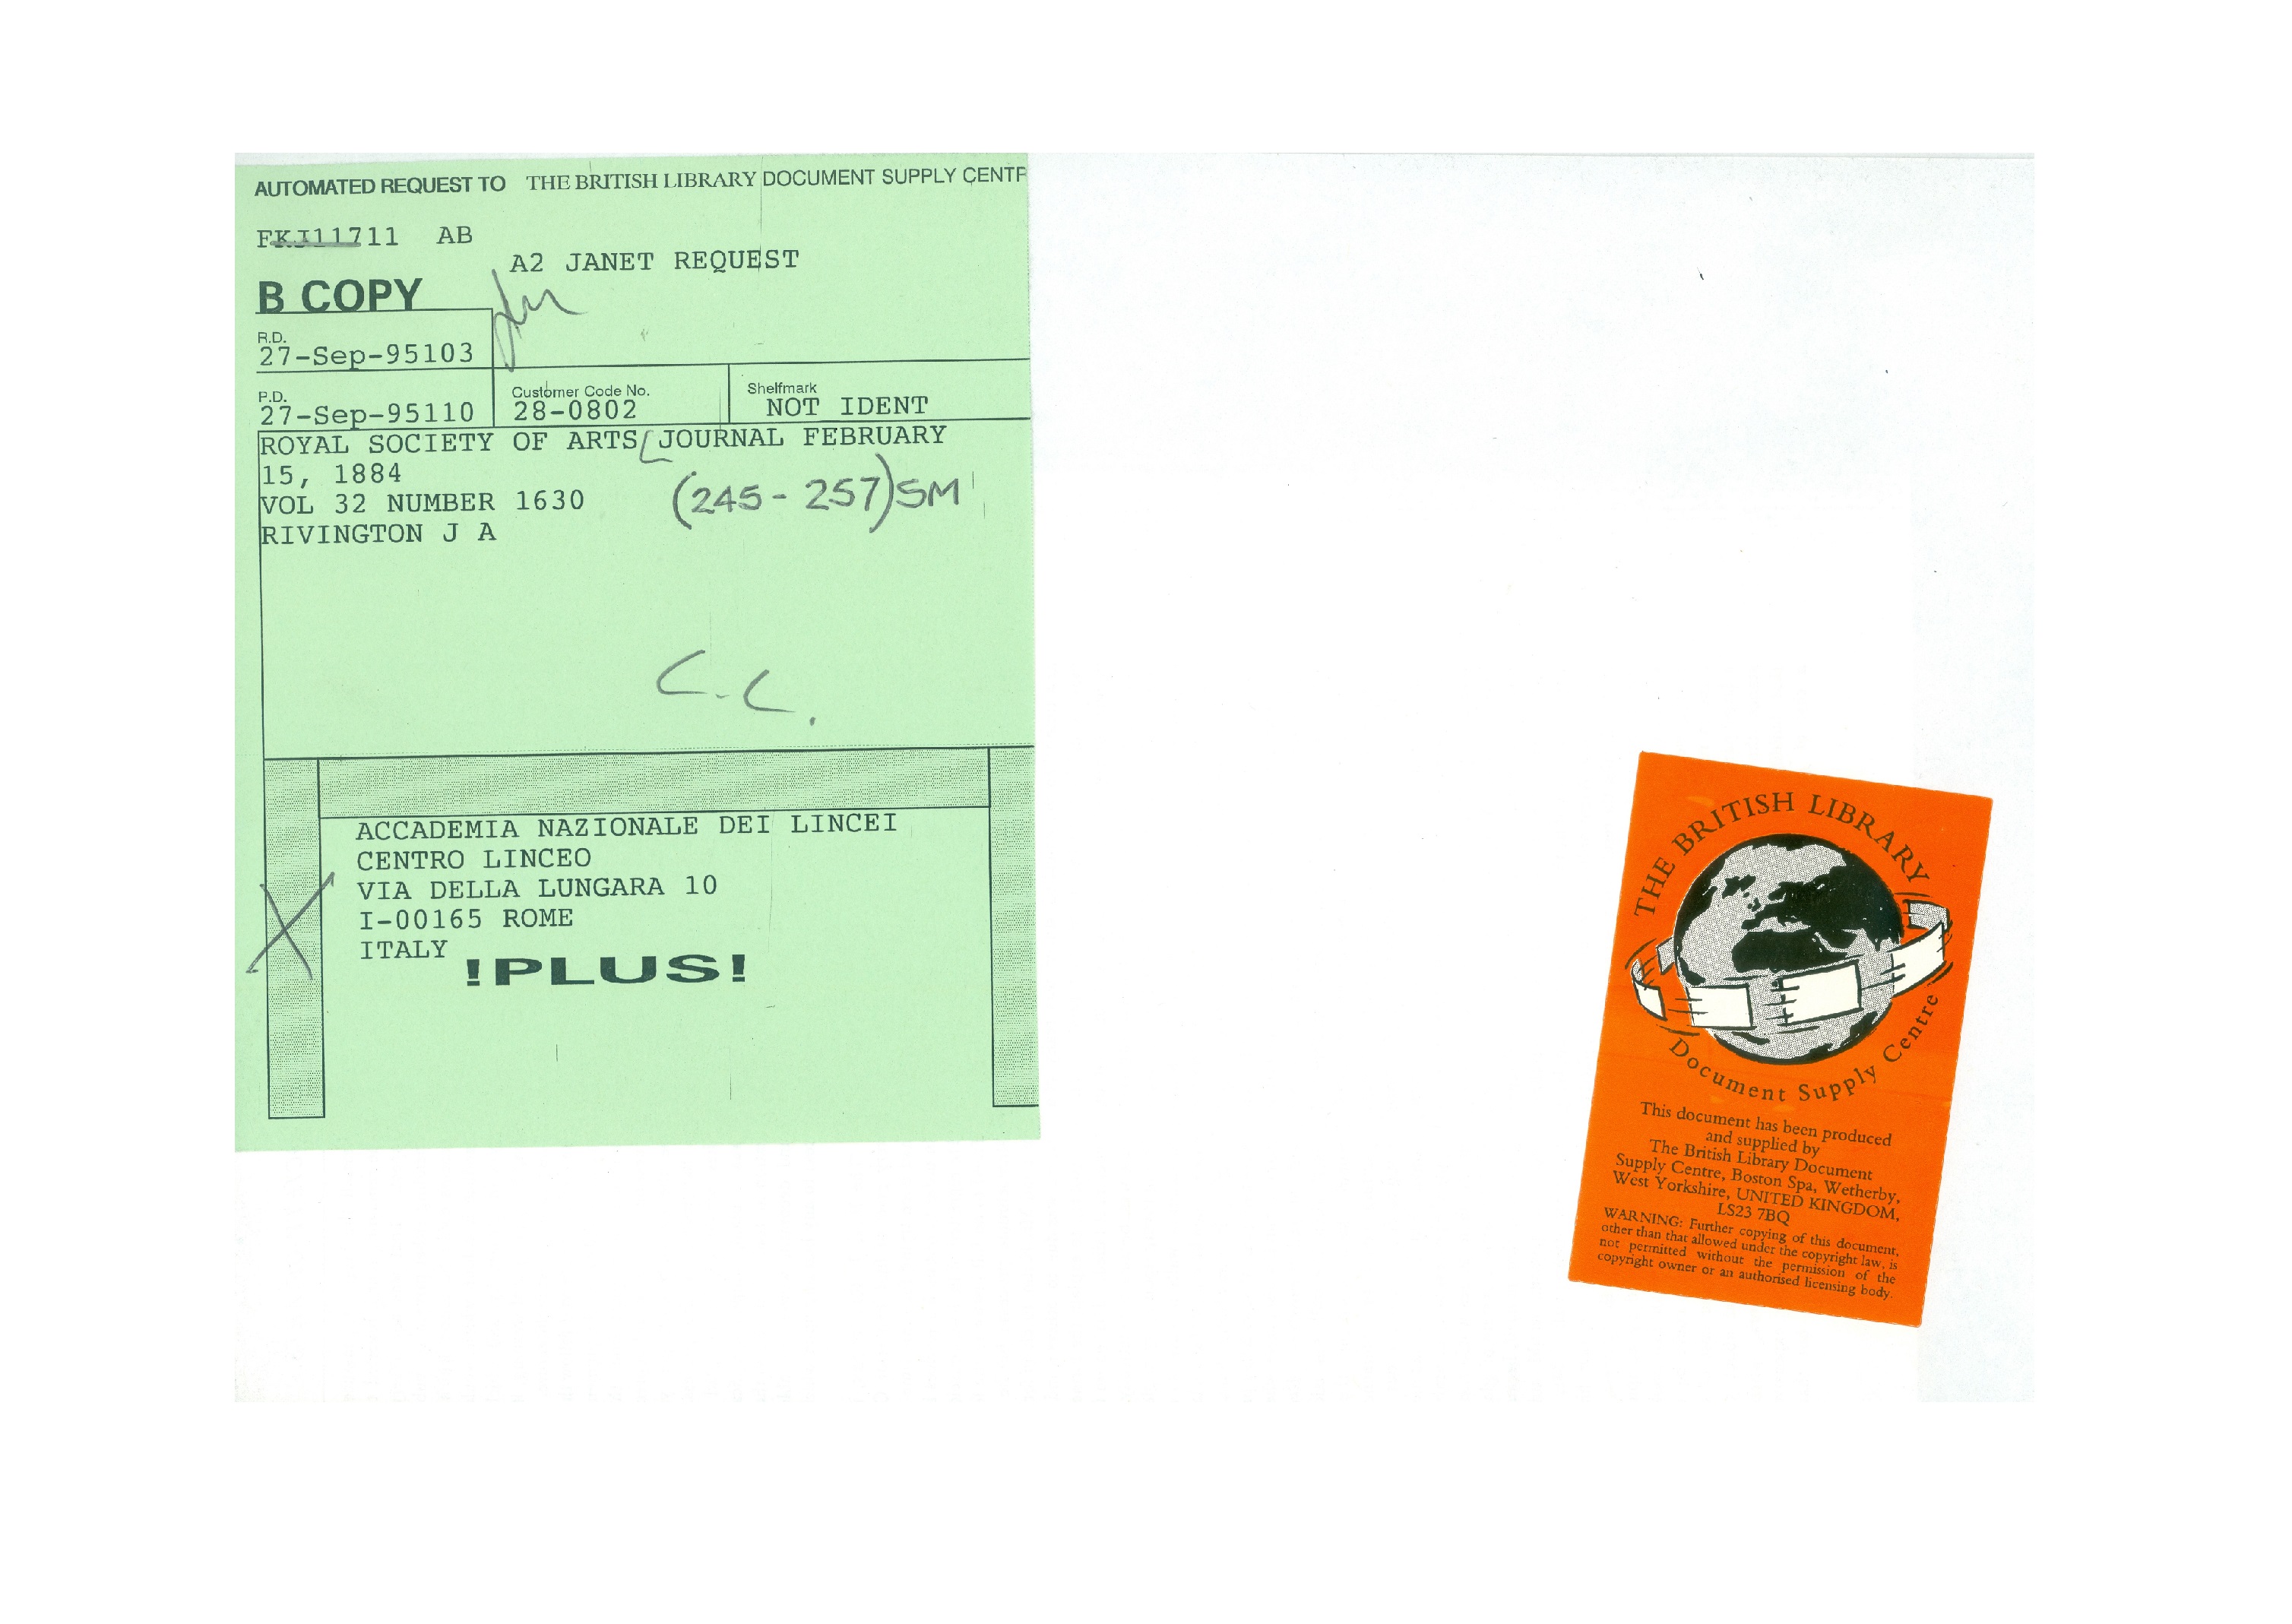 AUTOMATED REQUEST TO THE BRITISH LIBRARY DOCUMENT SUPPLY CENTR
FKJ11711 AB
A2 JANET REQUEST
B COPY
R.D.
27-Sep-95103
P.D.
27-Sep-95110
Customer Code No.
28-0802
Shelfmark
NOT IDENT
ROYAL SOCIETY OF ARTS JOURNAL FEBRUARY
15, 1884
VOL 32 NUMBER 1630
(245 - 257) SM
RIVINGTON J A
C.C.
ACCADEMIA NAZIONALE DEI LINCEI
CENTRO LINCEO
VIA DELLA LUNGARA 10
I-00165 ROME
ITALY
!PLUS!
THE BRITISH LIBRARY
Document Supply Centre
This document has been produced
and supplied by
The British Library Document
Supply Centre, Boston Spa, Wetherby,
West Yorkshire, UNITED KINGDOM,
LS23 7BQ
WARNING: Further copying of this document,
other than that allowed under the copyright law, is
not permitted without the permission of the
copyright owner or an authorised licensing body.